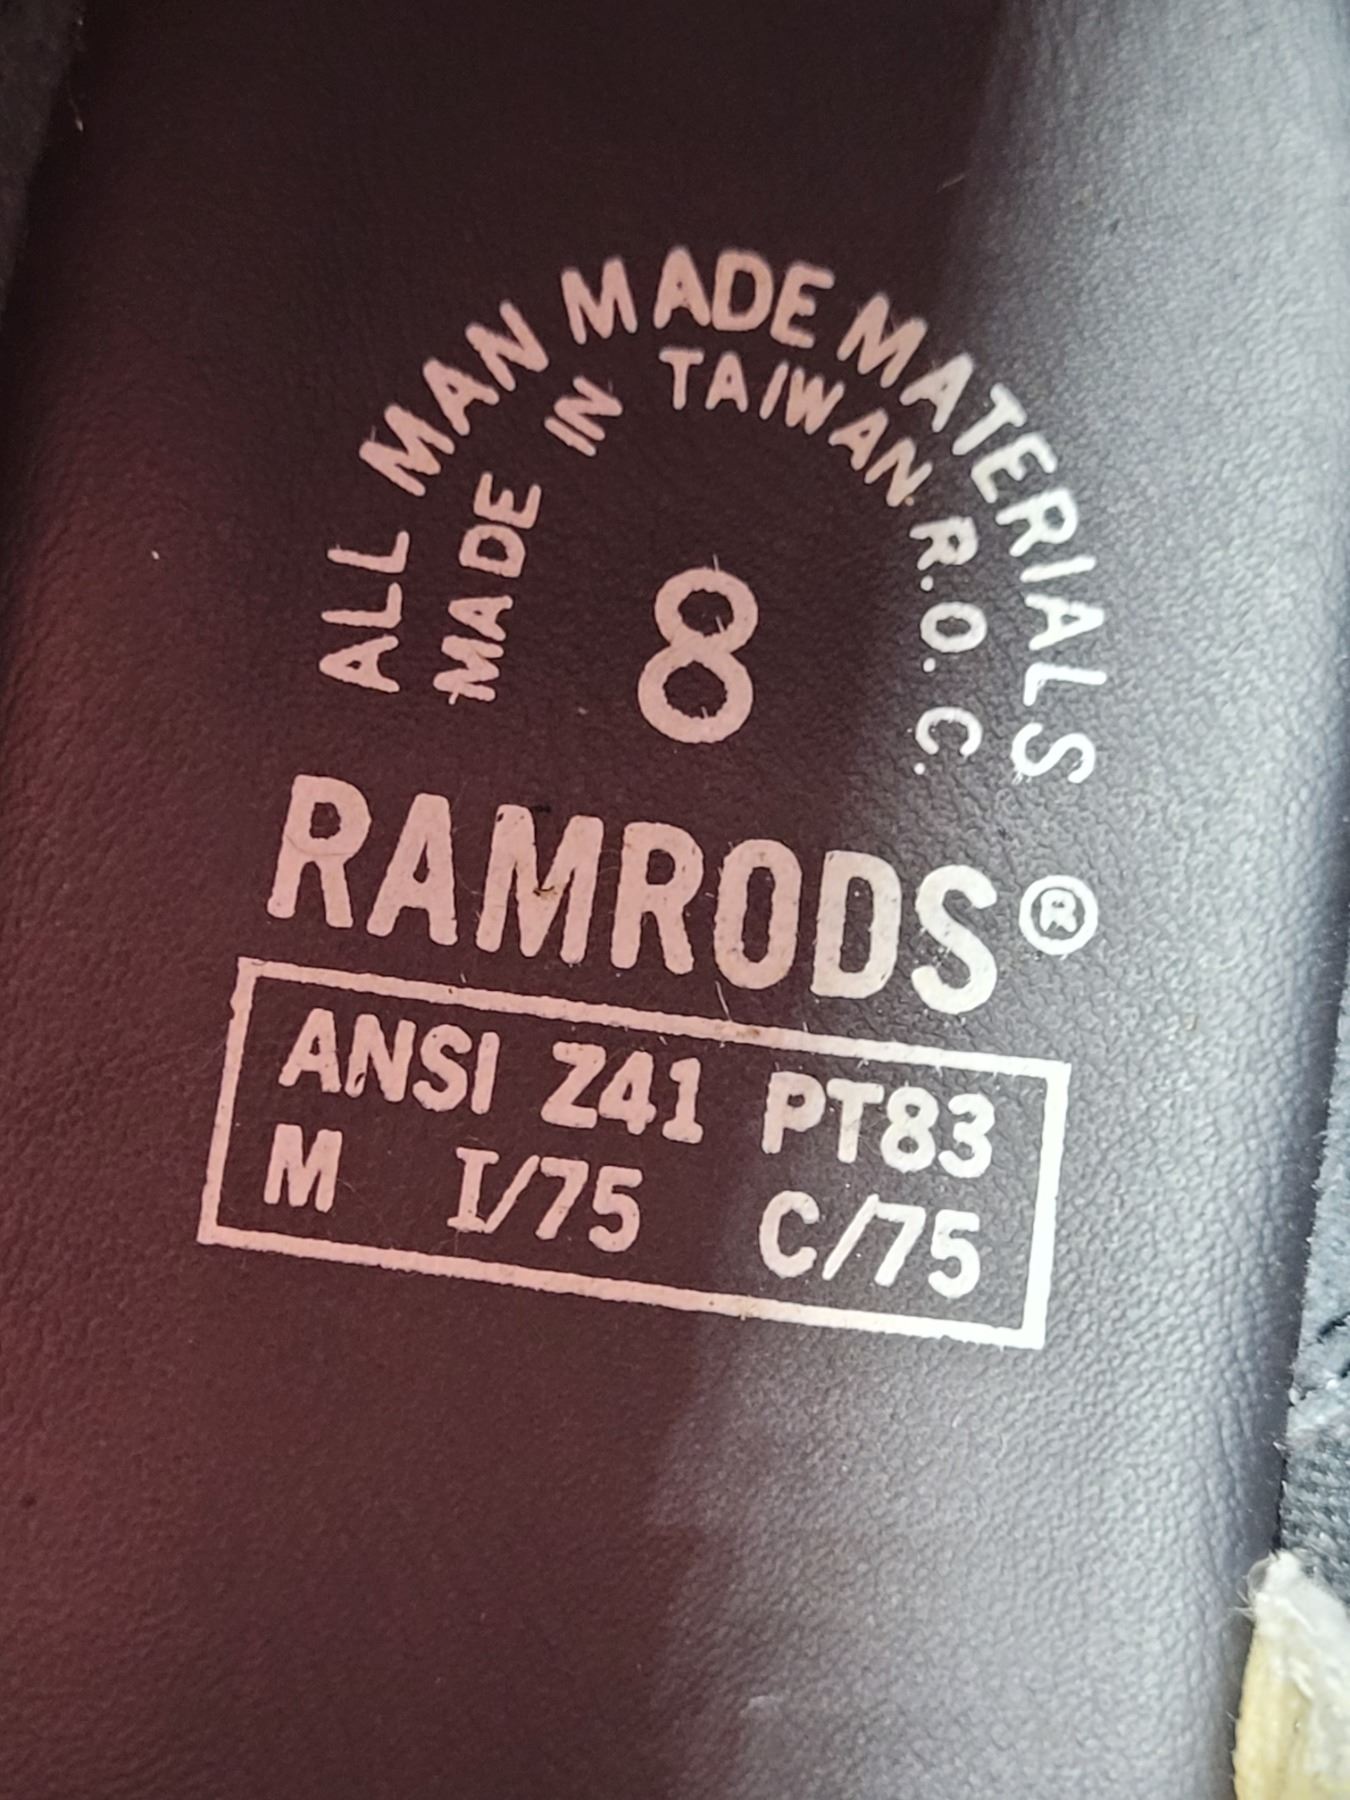 ALL MAN MADE MATERIALS
MADE IN TAIWAN R.O.C.
8
RAMRODS®
ANSI Z41 PT83
M I/75 C/75